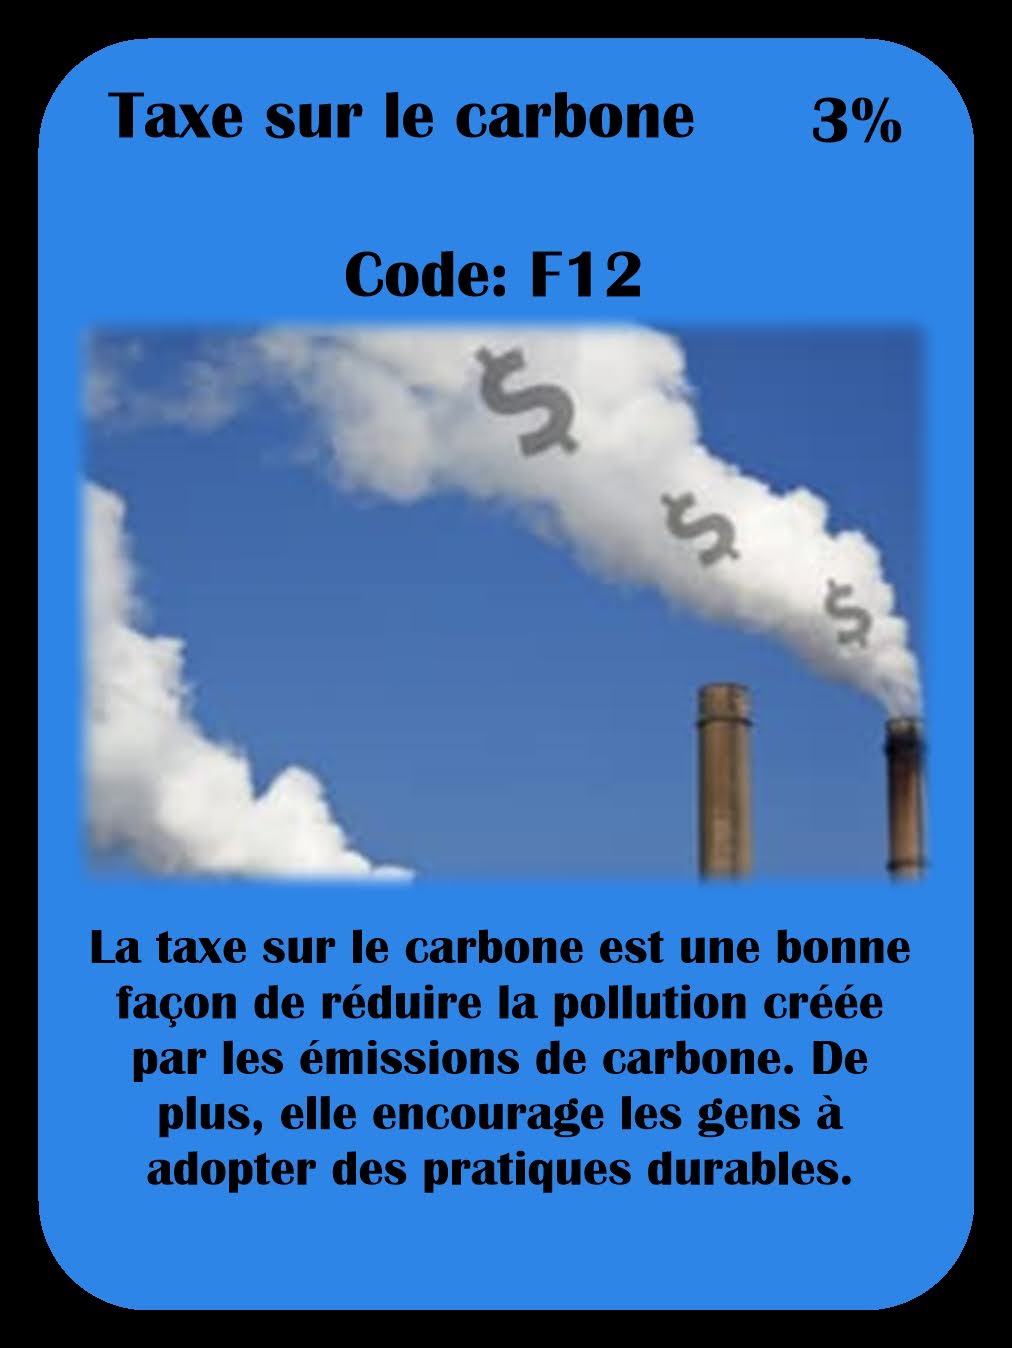 Taxe sur le carbone 3%
Code: F12
$
$
$
La taxe sur le carbone est une bonne
façon de réduire la pollution créée
par les émissions de carbone. De
plus, elle encourage les gens à
adopter des pratiques durables.